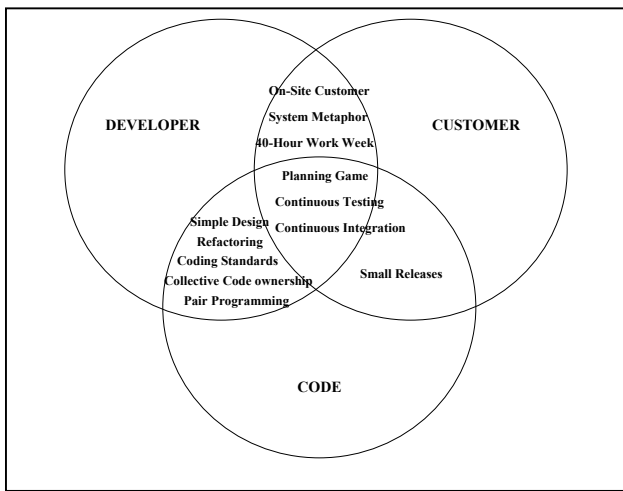 On-Site Customer
DEVELOPER
System Metaphor
CUSTOMER
40-Hour Work Week
Planning Game
Continuous Testing
Simple Design
Continuous Integration
Refactoring
Coding Standards
Small Releases
Collective Code ownership
Pair Programming
CODE